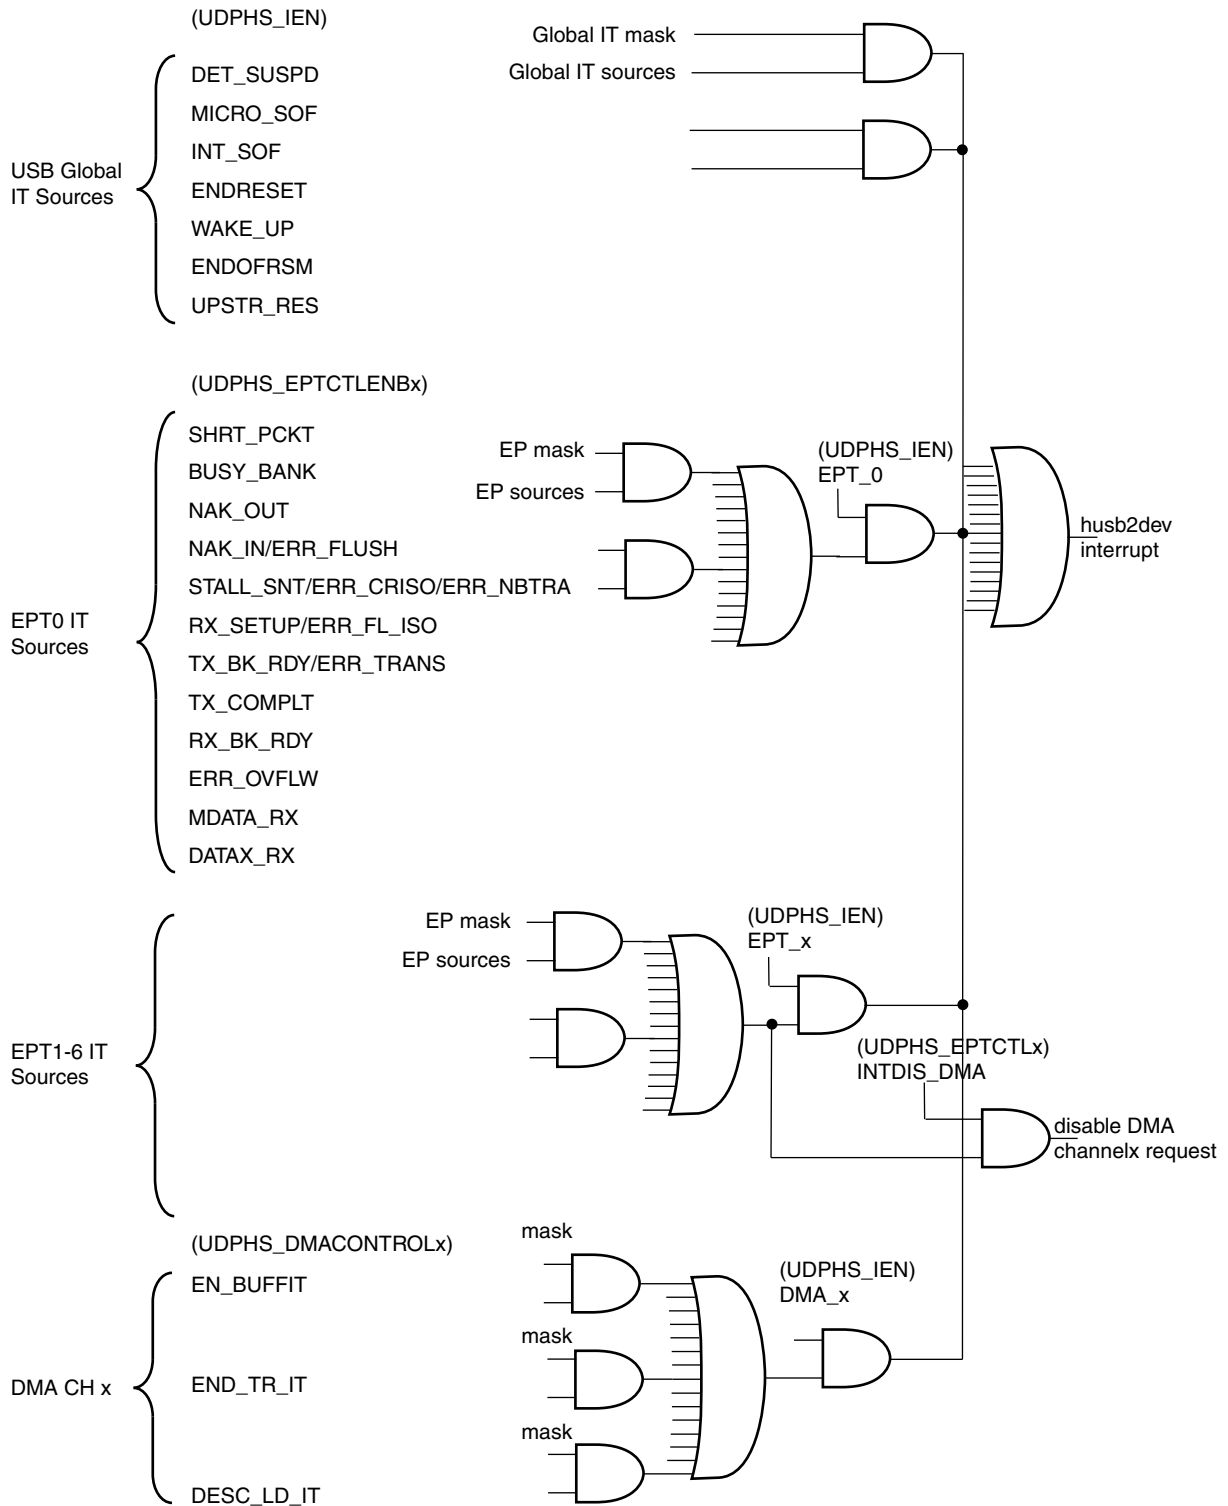 (UDPHS_IEN)
Global IT mask
Global IT sources
DET_SUSPD
MICRO_SOF
INT_SOF
ENDRESET
WAKE_UP
ENDOFRSM
UPSTR_RES
USB Global
IT Sources
(UDPHS_EPTCTLENBx)
SHRT_PCKT
BUSY_BANK
NAK_OUT
NAK_IN/ERR_FLUSH
STALL_SNT/ERR_CRISO/ERR_NBTRA
RX_SETUP/ERR_FL_ISO
TX_BK_RDY/ERR_TRANS
TX_COMPLT
RX_BK_RDY
ERR_OVFLW
MDATA_RX
DATAX_RX
EPT0 IT
Sources
EP mask
EP sources
(UDPHS_IEN)
EPT_0
husb2dev
interrupt
EP mask
EP sources
(UDPHS_IEN)
EPT_x
EPT1-6 IT
Sources
(UDPHS_EPTCTLx)
INTDIS_DMA
disable DMA
channelx request
(UDPHS_DMACONTROLx)
mask
EN_BUFFIT
(UDPHS_IEN)
DMA_x
mask
DMA CH x
END_TR_IT
mask
DESC_LD_IT